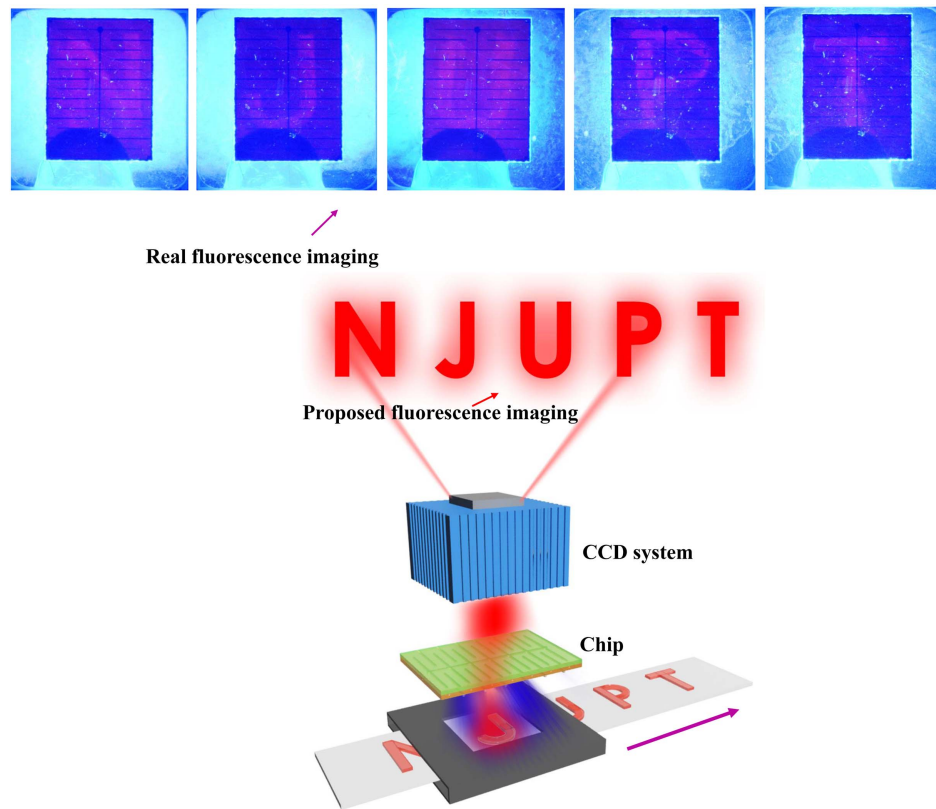 Real fluorescence imaging
N J U P T
Proposed fluorescence imaging
CCD system
Chip
N J U P T